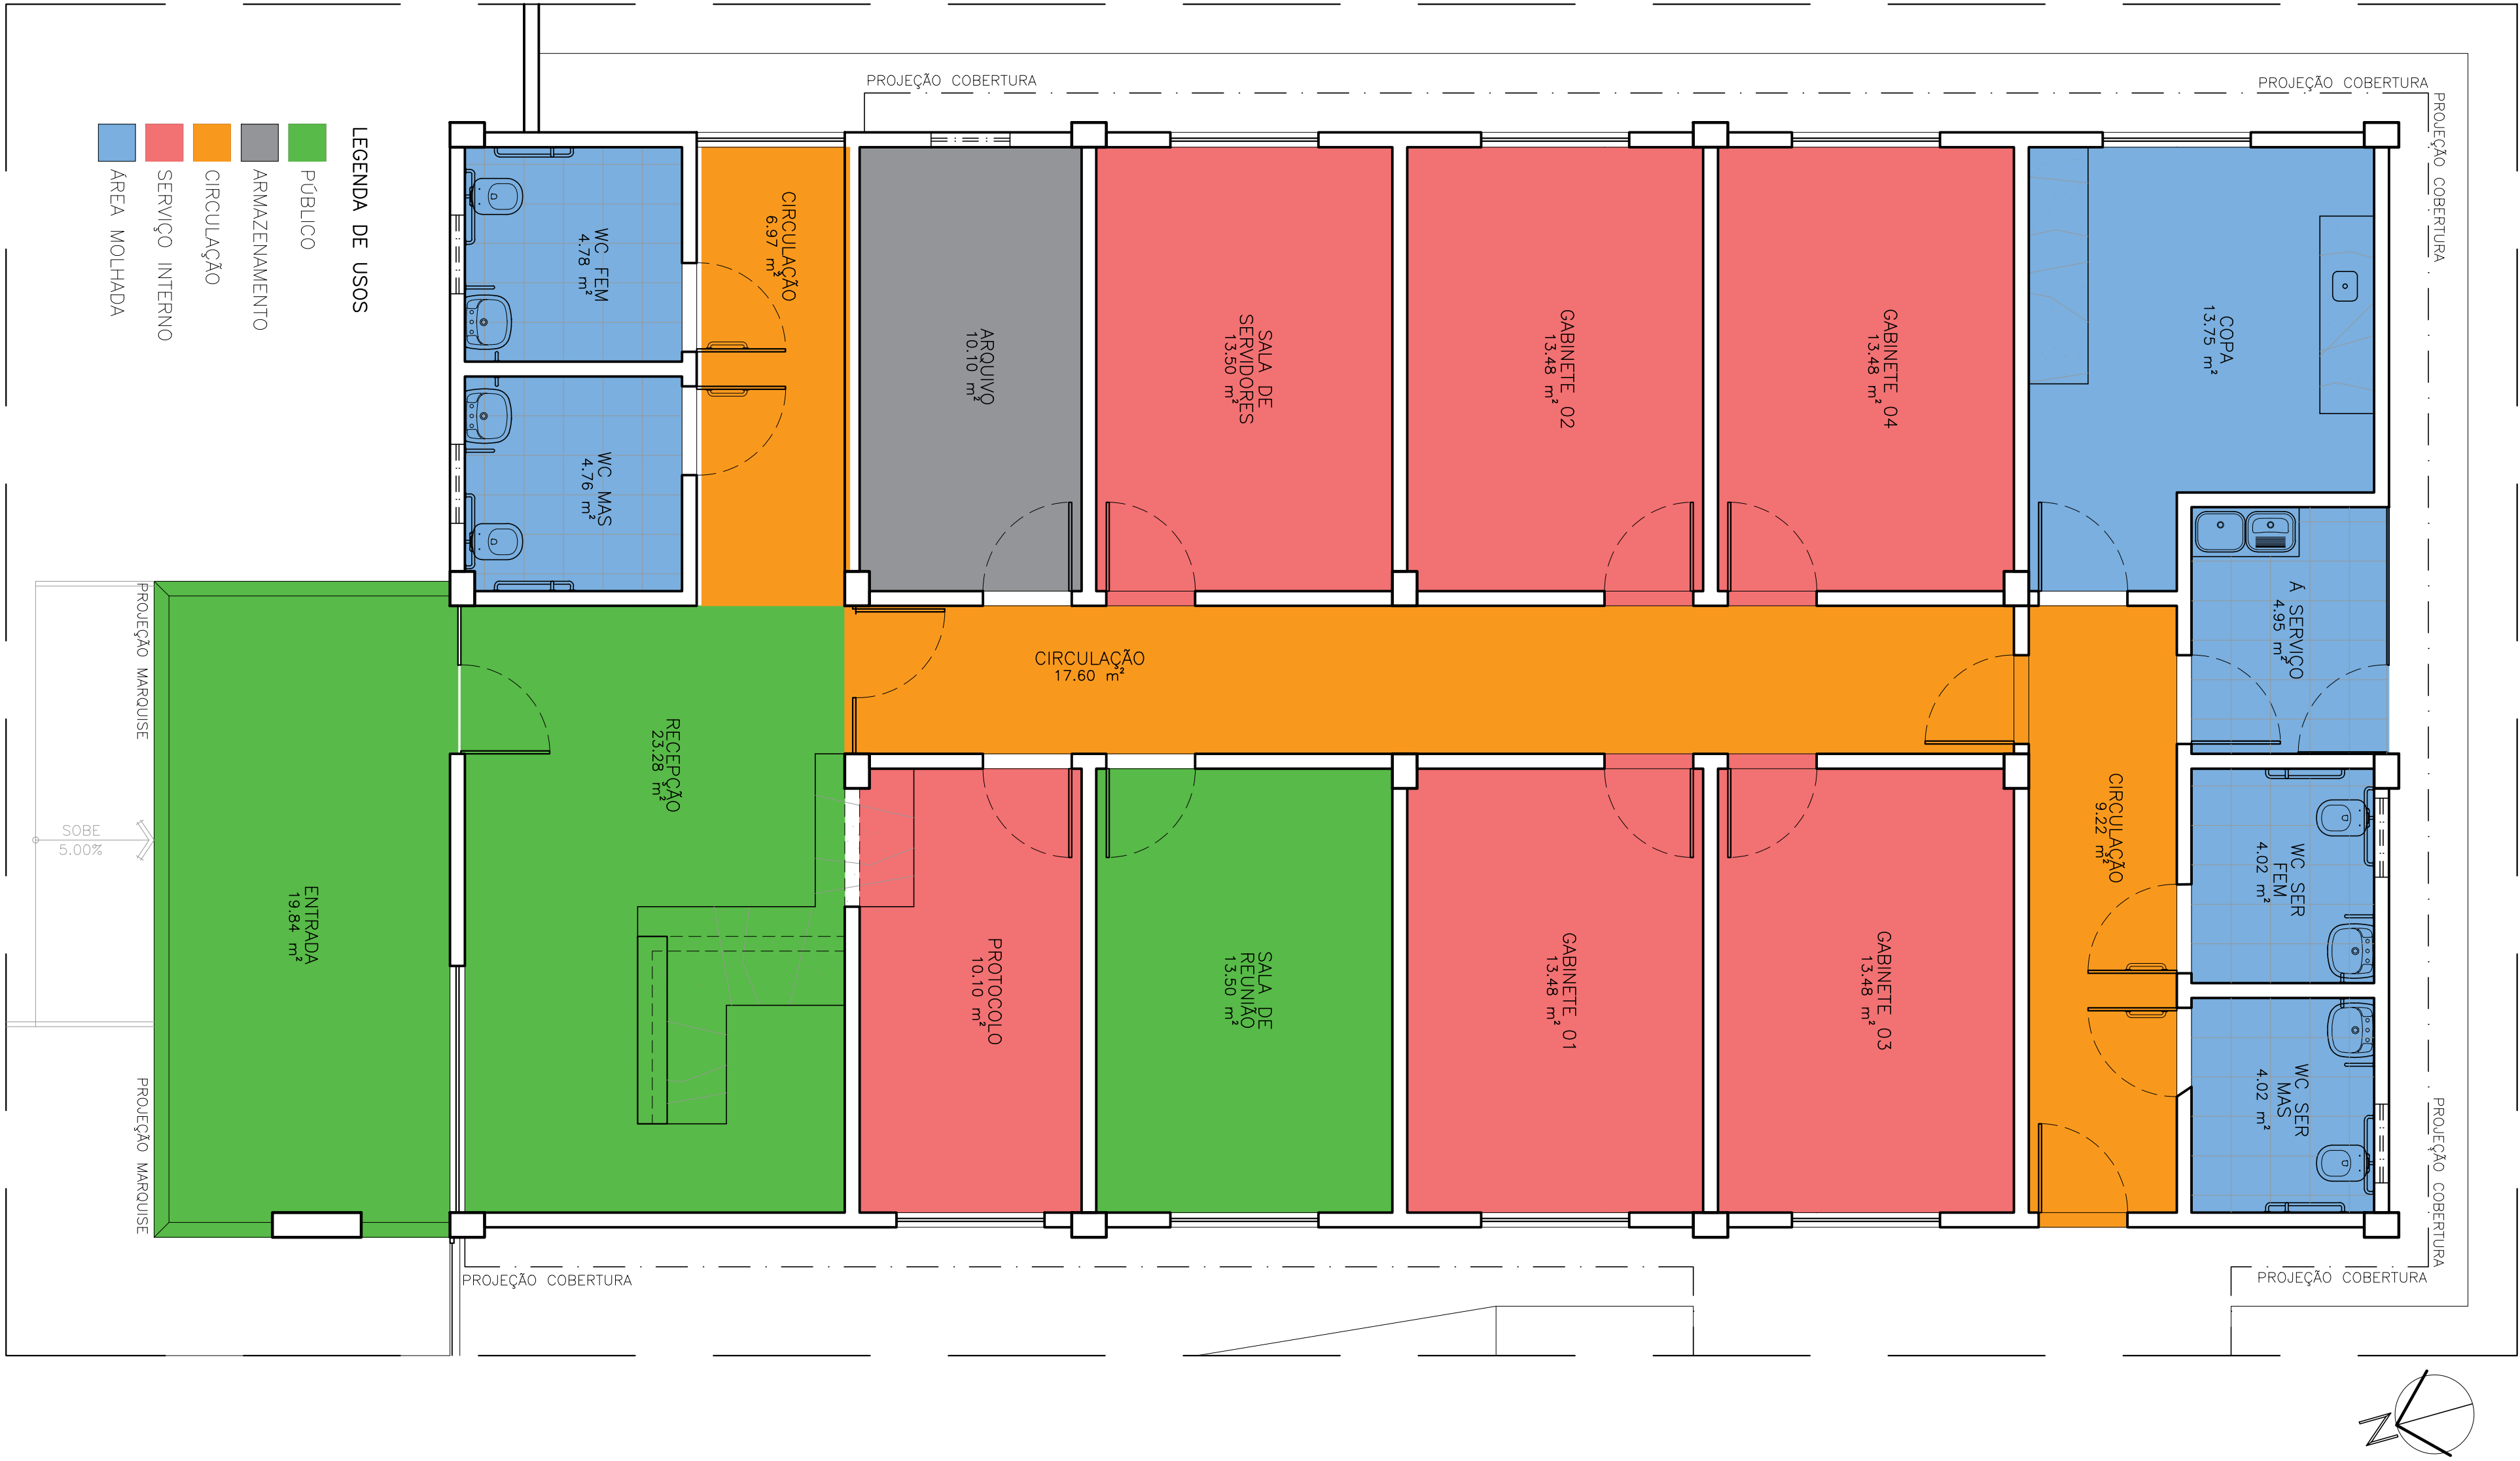 PROJEÇÃO COBERTURA
PROJEÇÃO COBERTURA
PROJEÇÃO COBERTURA
LEGENDA DE USOS
PÚBLICO
ARMAZENAMENTO
CIRCULAÇÃO
SERVIÇO INTERNO
ÁREA MOLHADA
WC FEM
4.78 m²
CIRCULAÇÃO
6.97 m²
ARQUIVO
10.10 m²
SALA DE
SERVIDORES
13.50 m²
GABINETE 02
13.48 m²
GABINETE 04
13.48 m²
COPA
13.75 m²
WC MAS
4.76 m²
Á SERVIÇO
4.95 m²
PROJEÇÃO MARQUISE
CIRCULAÇÃO
17.60 m²
RECEPÇÃO
23.28 m²
CIRCULAÇÃO
9.22 m²
SOBE
5.00%
ENTRADA
19.84 m²
PROTOCOLO
10.10 m²
SALA DE
REUNIÃO
13.50 m²
GABINETE 01
13.48 m²
GABINETE 03
13.48 m²
WC SER
FEM
4.02 m²
WC SER
MAS
4.02 m²
PROJEÇÃO MARQUISE
PROJEÇÃO COBERTURA
PROJEÇÃO COBERTURA
PROJEÇÃO COBERTURA
N